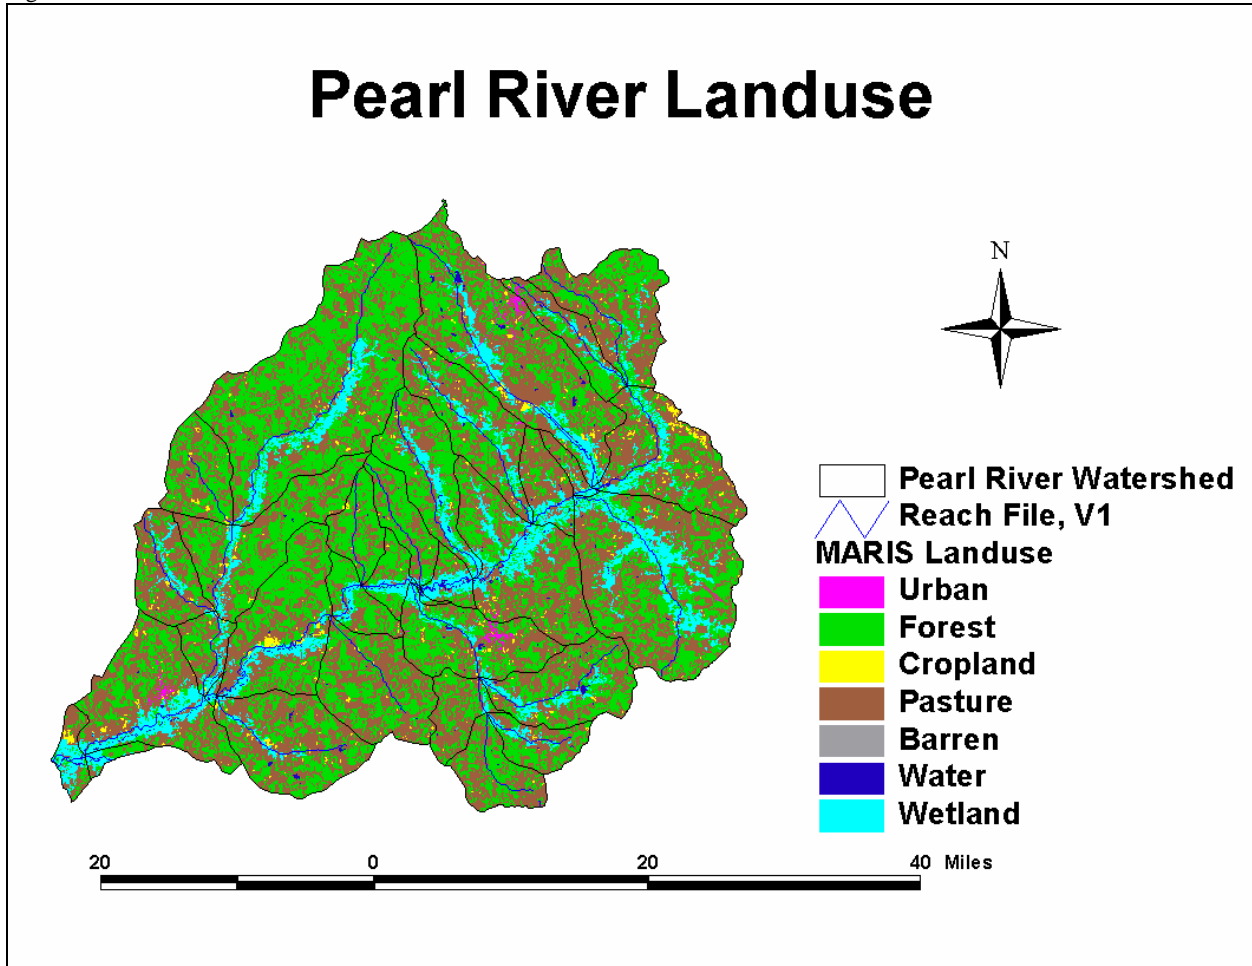 Pearl River Landuse
N
Pearl River Watershed
Reach File, V1
MARIS Landuse
Urban
Forest
Cropland
Pasture
Barren
Water
Wetland
20 0 20 40 Miles